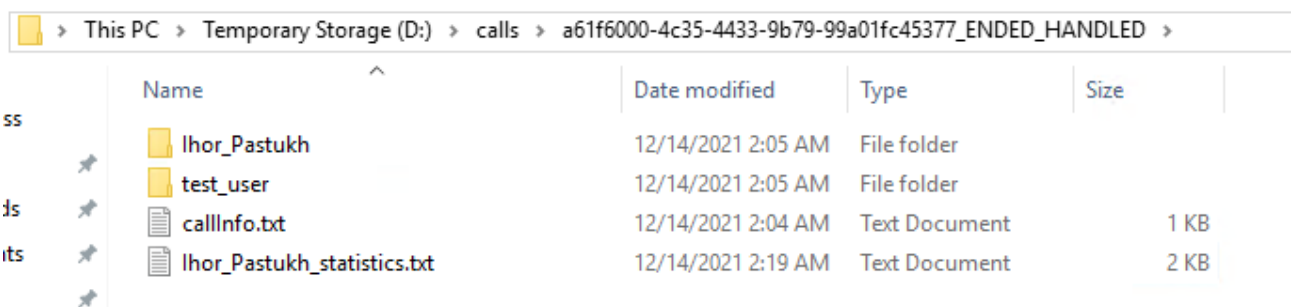 This PC > Temporary Storage (D:) > calls > a61f6000-4c35-4433-9b79-99a01fc45377_ENDED_HANDLED >
Name Date modified Type Size
ss
Ihor_Pastukh 12/14/2021 2:05 AM File folder
test_user 12/14/2021 2:05 AM File folder
ds
callInfo.txt 12/14/2021 2:04 AM Text Document 1 KB
nts
Ihor_Pastukh_statistics.txt 12/14/2021 2:19 AM Text Document 2 KB